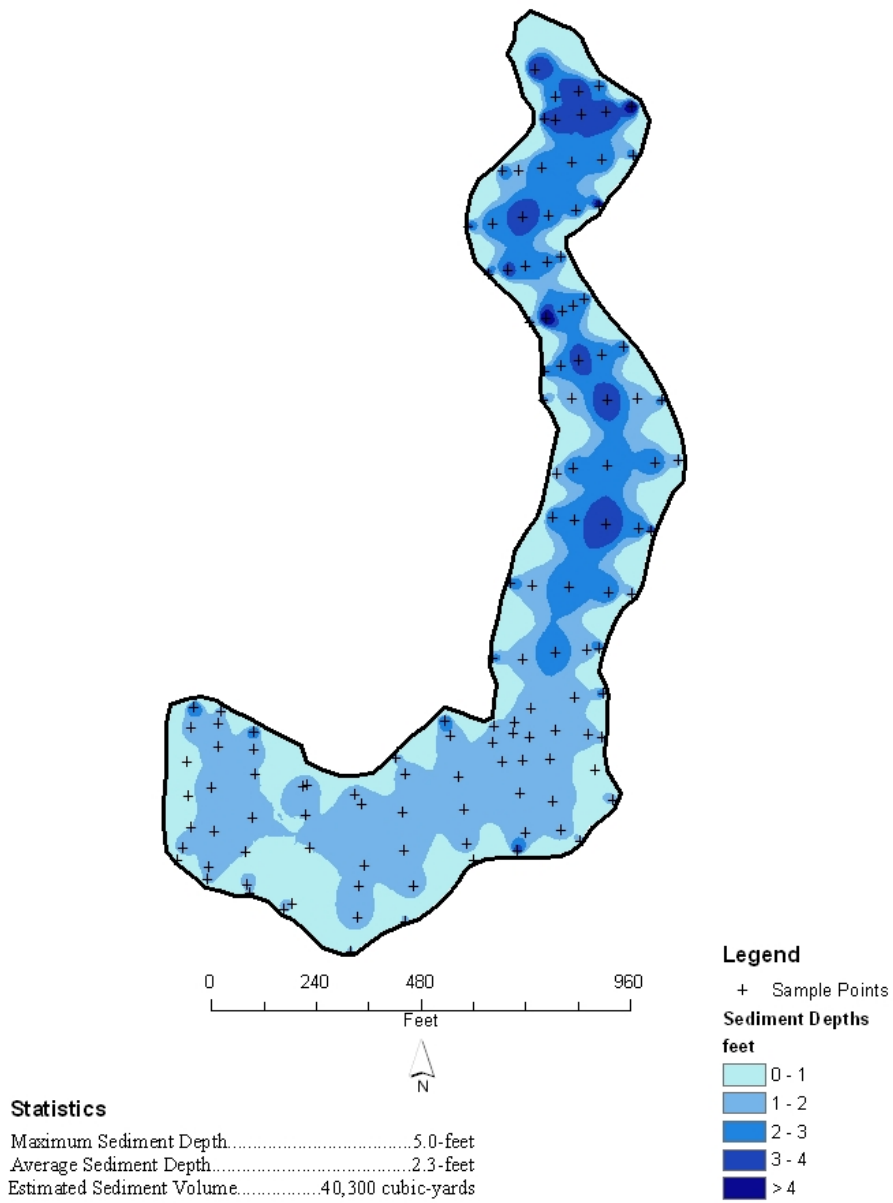 0 240 480 960
Feet
N
Legend
+ Sample Points
Sediment Depths
feet
0 - 1
1 - 2
2 - 3
3 - 4
> 4
Statistics
Maximum Sediment Depth....................................5.0-feet
Average Sediment Depth.......................................2.3-feet
Estimated Sediment Volume................40,300 cubic-yards